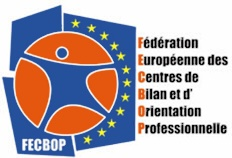 Fédération
Européenne des
Centres de
Bilan et d'
Orientation
Professionnelle
FECBOP